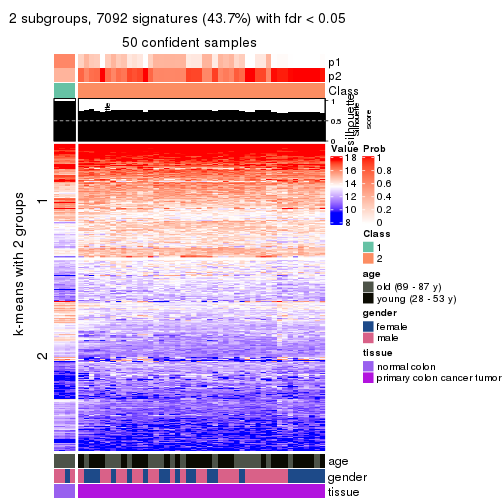 2 subgroups, 7092 signatures (43.7%) with fdr < 0.05
50 confident samples
p1
p2
Class
1
0.5
0
silhouette
Silhouette
score
k-means with 2 groups
1
2
Value
18
16
14
12
10
8
Prob
1
0.8
0.6
0.4
0.2
0
Class
1
2
age
old (69 - 87 y)
young (28 - 53 y)
gender
female
male
tissue
normal colon
primary colon cancer tumor
age
gender
tissue